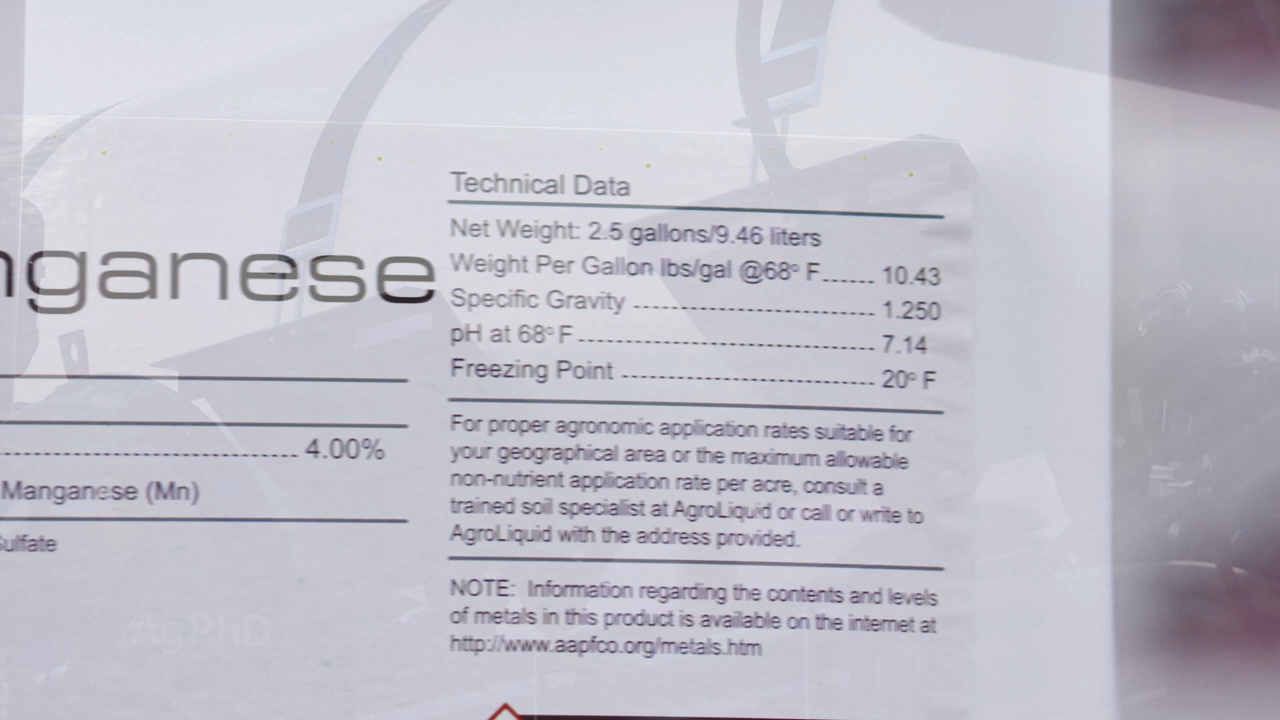 Technical Data
Net Weight: 2.5 gallons/9.46 liters
Weight Per Gallon lbs/gal @68° F...... 10.43
Specific Gravity ................................. 1.250
pH at 68° F ......................................... 7.14
Freezing Point ................................... 20° F
nganese
.......................................... 4.00%
Manganese (Mn)
Sulfate
For proper agronomic application rates suitable for
your geographical area or the maximum allowable
non-nutrient application rate per acre, consult a
trained soil specialist at AgroLiquid or call or write to
AgroLiquid with the address provided.
NOTE: Information regarding the contents and levels
of metals in this product is available on the internet at
http://www.aapfco.org/metals.htm
AgPhD